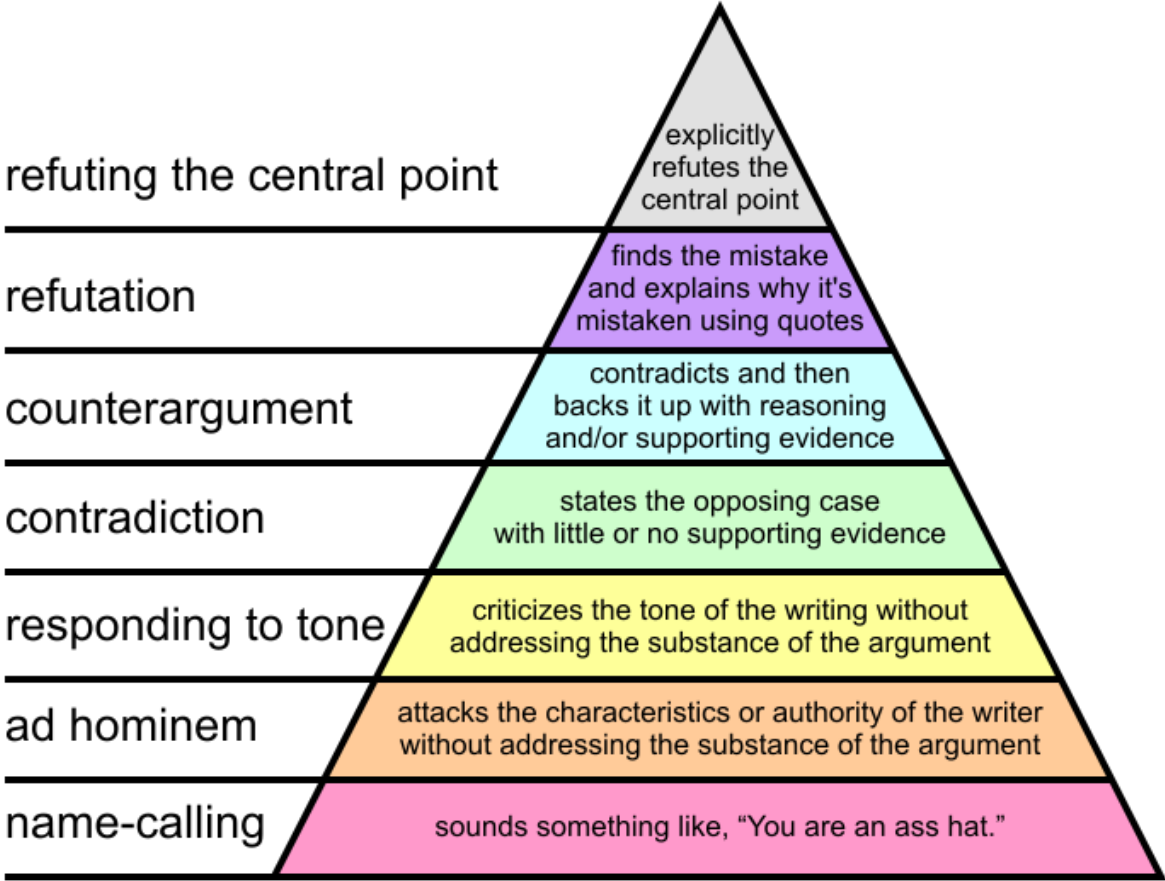 refuting the central point
explicitly
refutes the
central point
refutation
finds the mistake
and explains why it's
mistaken using quotes
counterargument
contradicts and then
backs it up with reasoning
and/or supporting evidence
contradiction
states the opposing case
with little or no supporting evidence
responding to tone
criticizes the tone of the writing without
addressing the substance of the argument
ad hominem
attacks the characteristics or authority of the writer
without addressing the substance of the argument
name-calling
sounds something like, “You are an ass hat.”